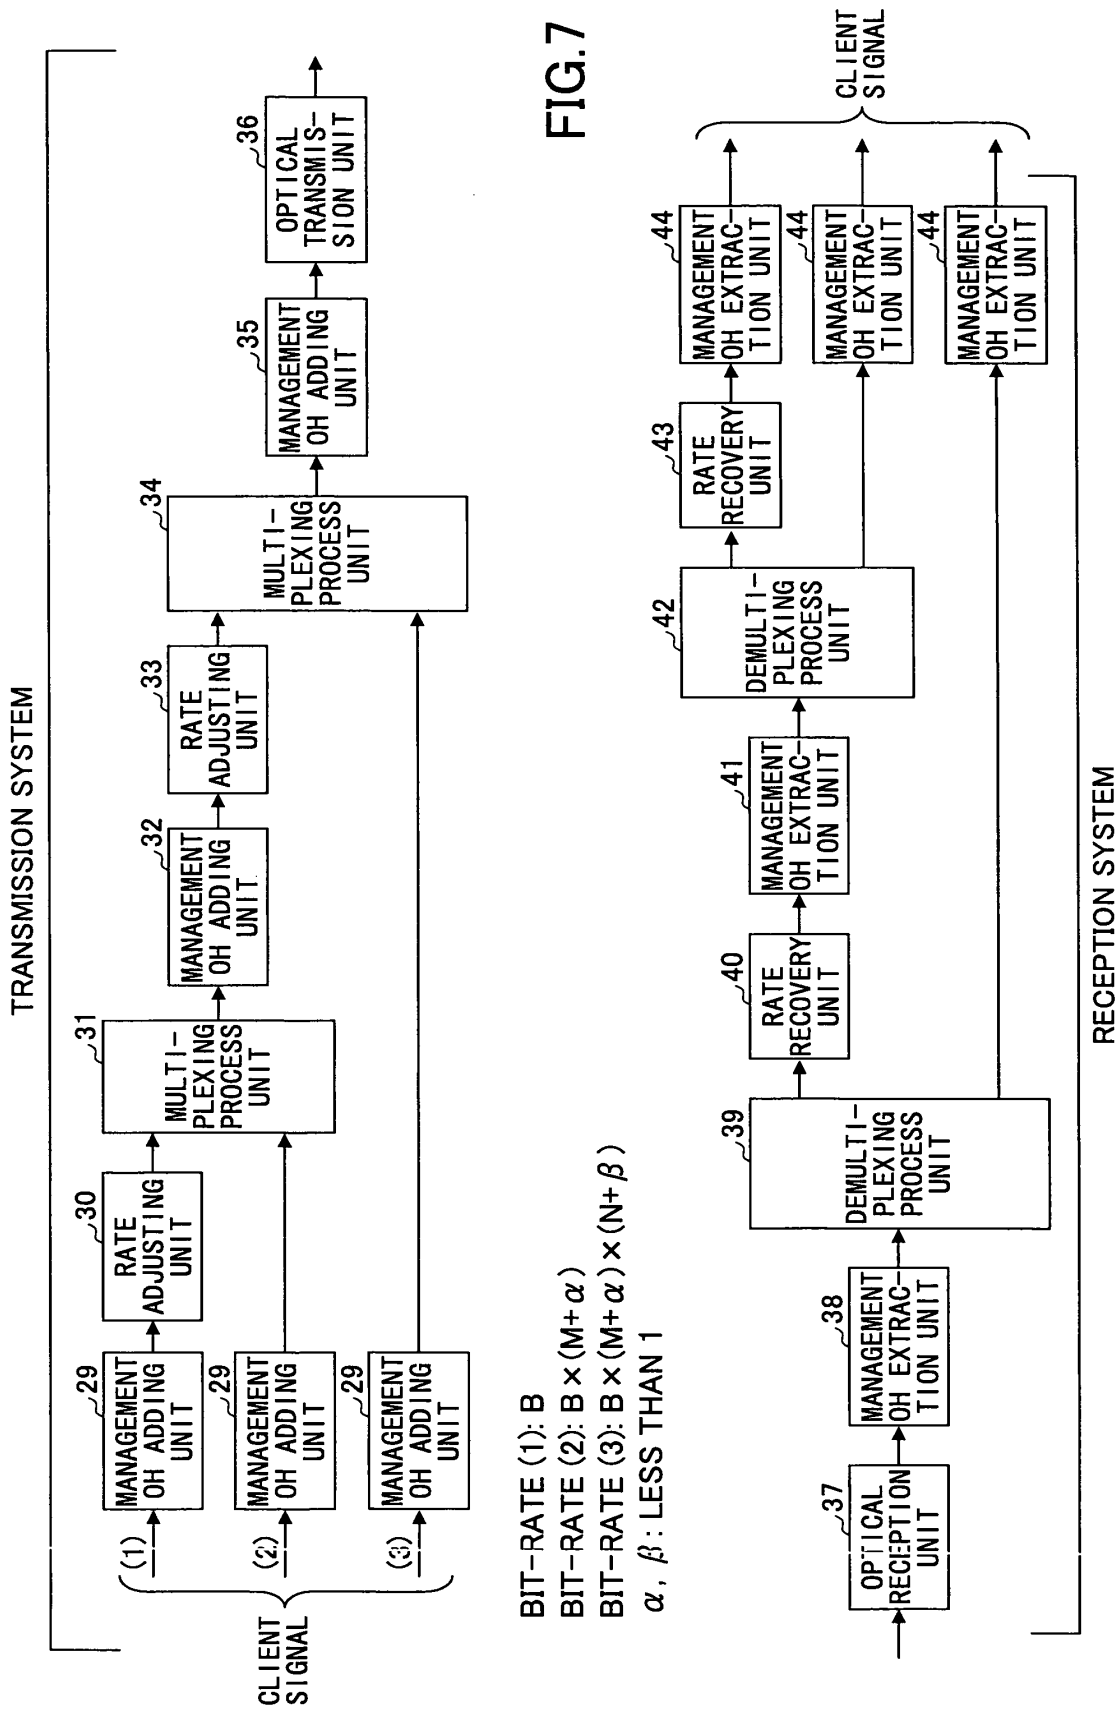 TRANSMISSION SYSTEM
CLIENT
SIGNAL
(1)
(2)
(3)
29
MANAGEMENT
OH ADDING
UNIT
29
MANAGEMENT
OH ADDING
UNIT
29
MANAGEMENT
OH ADDING
UNIT
30
RATE
ADJUSTING
UNIT
31
MULTI-
PLEXING
PROCESS
UNIT
32
MANAGEMENT
OH ADDING
UNIT
33
RATE
ADJUSTING
UNIT
34
MULTI-
PLEXING
PROCESS
UNIT
35
MANAGEMENT
OH ADDING
UNIT
36
OPTICAL
TRANSMIS-
SION UNIT
BIT-RATE (1): B
BIT-RATE (2): B×(M+α)
BIT-RATE (3): B×(M+α)×(N+β)
α, β: LESS THAN 1
FIG.7
37
OPTICAL
RECEPTION
UNIT
38
MANAGEMENT
OH EXTRAC-
TION UNIT
39
DEMULTI-
PLEXING
PROCESS
UNIT
40
RATE
RECOVERY
UNIT
41
MANAGEMENT
OH EXTRAC-
TION UNIT
42
DEMULTI-
PLEXING
PROCESS
UNIT
43
RATE
RECOVERY
UNIT
44
MANAGEMENT
OH EXTRAC-
TION UNIT
44
MANAGEMENT
OH EXTRAC-
TION UNIT
44
MANAGEMENT
OH EXTRAC-
TION UNIT
CLIENT
SIGNAL
RECEPTION SYSTEM